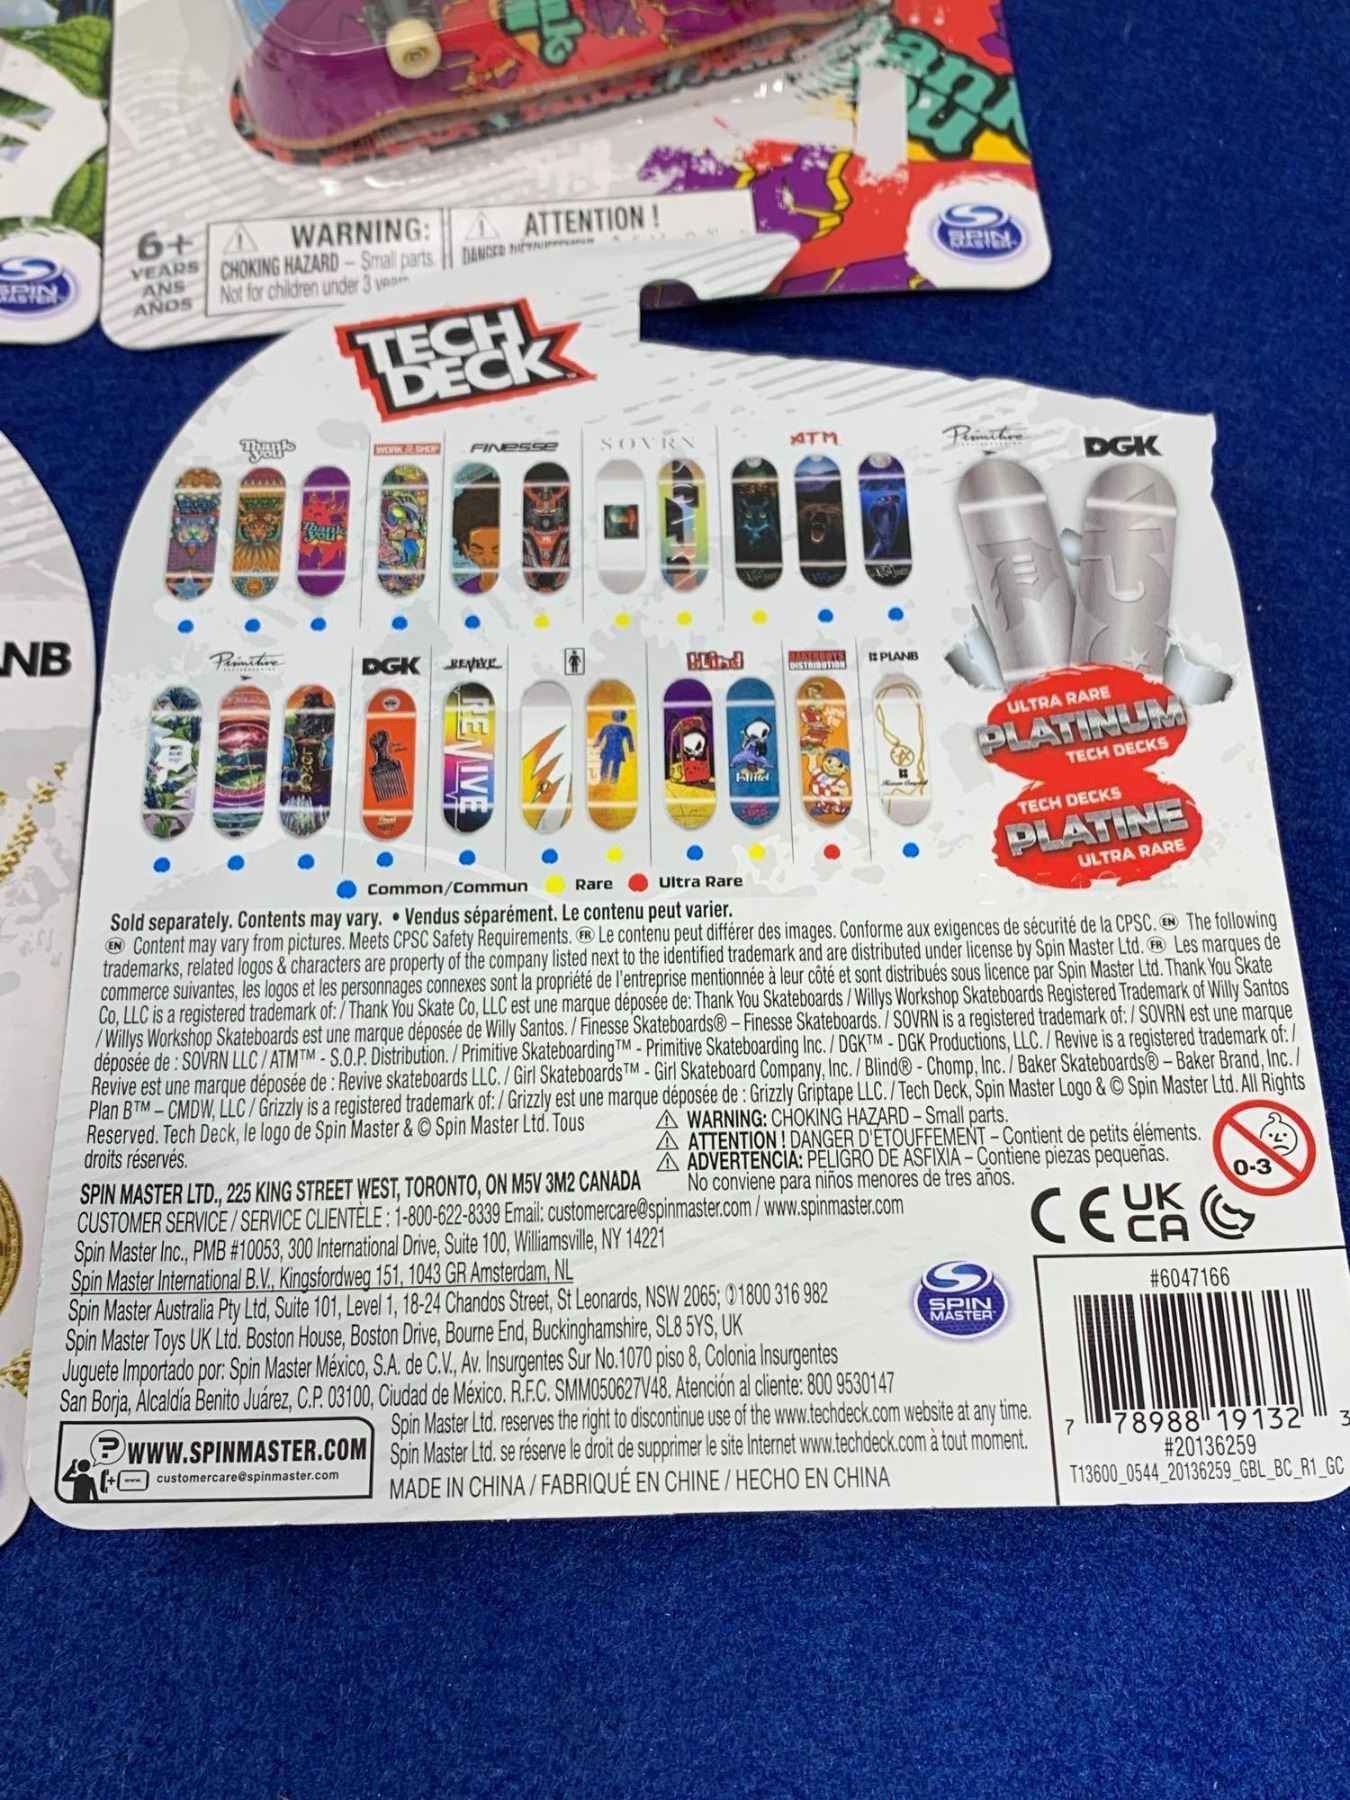 Thank
you
6+
YEARS
ANS
AÑOS
WARNING:
CHOKING HAZARD – Small parts.
Not for children under 3
ATTENTION !
SPIN
MASTER
SPIN
MASTER
NB
TECH
DECK
Thank
you
WORK SHOP
FINESSE
SOVRN
ATM
Primitive
DGK
Primitive
DGK
REVIVE
blind
BAKERBOYS
DISTRIBUTION
PLANB
Thank
you
REVIVE
blind
ULTRA RARE
PLATINUM
TECH DECKS
TECH DECKS
PLATINE
ULTRA RARE
Common/Commun Rare Ultra Rare
Sold separately. Contents may vary. • Vendus séparément. Le contenu peut varier.
EN Content may vary from pictures. Meets CPSC Safety Requirements. FR Le contenu peut différer des images. Conforme aux exigences de sécurité de la CPSC. EN The following
trademarks, related logos & characters are property of the company listed next to the identified trademark and are distributed under license by Spin Master Ltd. FR Les marques de
commerce suivantes, les logos et les personnages connexes sont la propriété de l'entreprise mentionnée à leur côté et sont distribués sous licence par Spin Master Ltd. Thank You Skate
Co, LLC is a registered trademark of: / Thank You Skate Co, LLC est une marque déposée de: Thank You Skateboards / Willys Workshop Skateboards Registered Trademark of Willy Santos
/ Willys Workshop Skateboards est une marque déposée de Willy Santos. / Finesse Skateboards® – Finesse Skateboards. / SOVRN is a registered trademark of: / SOVRN est une marque
déposée de : SOVRN LLC / ATM™ - S.O.P. Distribution. / Primitive Skateboarding™ - Primitive Skateboarding Inc. / DGK™ - DGK Productions, LLC. / Revive is a registered trademark of: /
Revive est une marque déposée de : Revive skateboards LLC. / Girl Skateboards™ - Girl Skateboard Company, Inc. / Blind® - Chomp, Inc. / Baker Skateboards® – Baker Brand, Inc. /
Plan B™ – CMDW, LLC / Grizzly is a registered trademark of: / Grizzly est une marque déposée de : Grizzly Griptape LLC. / Tech Deck, Spin Master Logo & © Spin Master Ltd. All Rights
Reserved. Tech Deck, le logo de Spin Master & © Spin Master Ltd. Tous
droits réservés.
WARNING: CHOKING HAZARD – Small parts.
ATTENTION ! DANGER D'ÉTOUFFEMENT – Contient de petits éléments.
ADVERTENCIA: PELIGRO DE ASFIXIA – Contiene piezas pequeñas.
No conviene para niños menores de tres años.
0-3
SPIN MASTER LTD., 225 KING STREET WEST, TORONTO, ON M5V 3M2 CANADA
CUSTOMER SERVICE / SERVICE CLIENTÈLE : 1-800-622-8339 Email: customercare@spinmaster.com / www.spinmaster.com
Spin Master Inc., PMB #10053, 300 International Drive, Suite 100, Williamsville, NY 14221
Spin Master International B.V., Kingsfordweg 151, 1043 GR Amsterdam, NL
Spin Master Australia Pty Ltd, Suite 101, Level 1, 18-24 Chandos Street, St Leonards, NSW 2065; 1800 316 982
Spin Master Toys UK Ltd. Boston House, Boston Drive, Bourne End, Buckinghamshire, SL8 5YS, UK
Juguete Importado por: Spin Master México, S.A. de C.V., Av. Insurgentes Sur No.1070 piso 8, Colonia Insurgentes
San Borja, Alcaldía Benito Juárez, C.P. 03100, Ciudad de México. R.F.C. SMM050627V48. Atención al cliente: 800 9530147
CE UK
CA
SPIN
MASTER
? WWW.SPINMASTER.COM
customercare@spinmaster.com
Spin Master Ltd. reserves the right to discontinue use of the www.techdeck.com website at any time.
Spin Master Ltd. se réserve le droit de supprimer le site Internet www.techdeck.com à tout moment.
MADE IN CHINA / FABRIQUÉ EN CHINE / HECHO EN CHINA
#6047166
7 78988 19132 3
#20136259
T13600_0544_20136259_GBL_BC_R1_GC